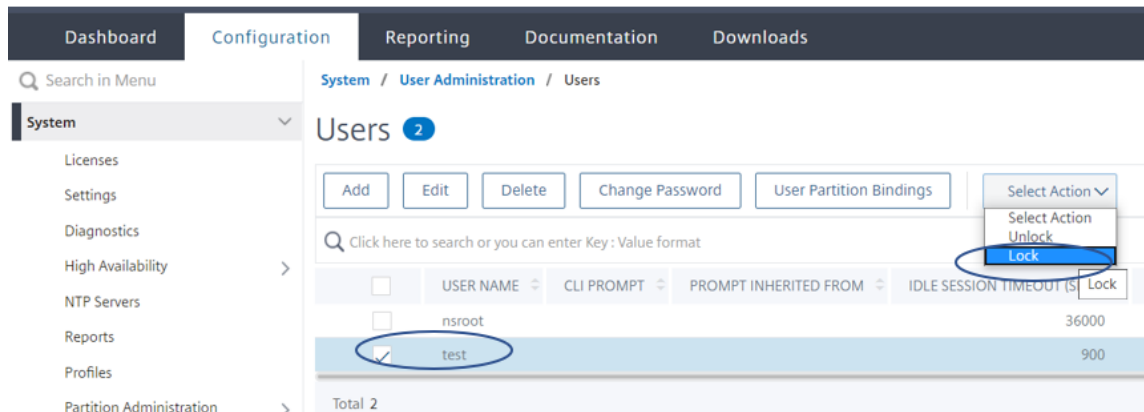 Dashboard Configuration Reporting Documentation Downloads
Search in Menu
System
Licenses
Settings
Diagnostics
High Availability
NTP Servers
Reports
Profiles
Partition Administration
System / User Administration / Users
Users 2
Add Edit Delete Change Password User Partition Bindings Select Action
Select Action
Unlock
Lock
Click here to search or you can enter Key : Value format
USER NAME CLI PROMPT PROMPT INHERITED FROM IDLE SESSION TIMEOUT (S Lock
nsroot 36000
test 900
Total 2